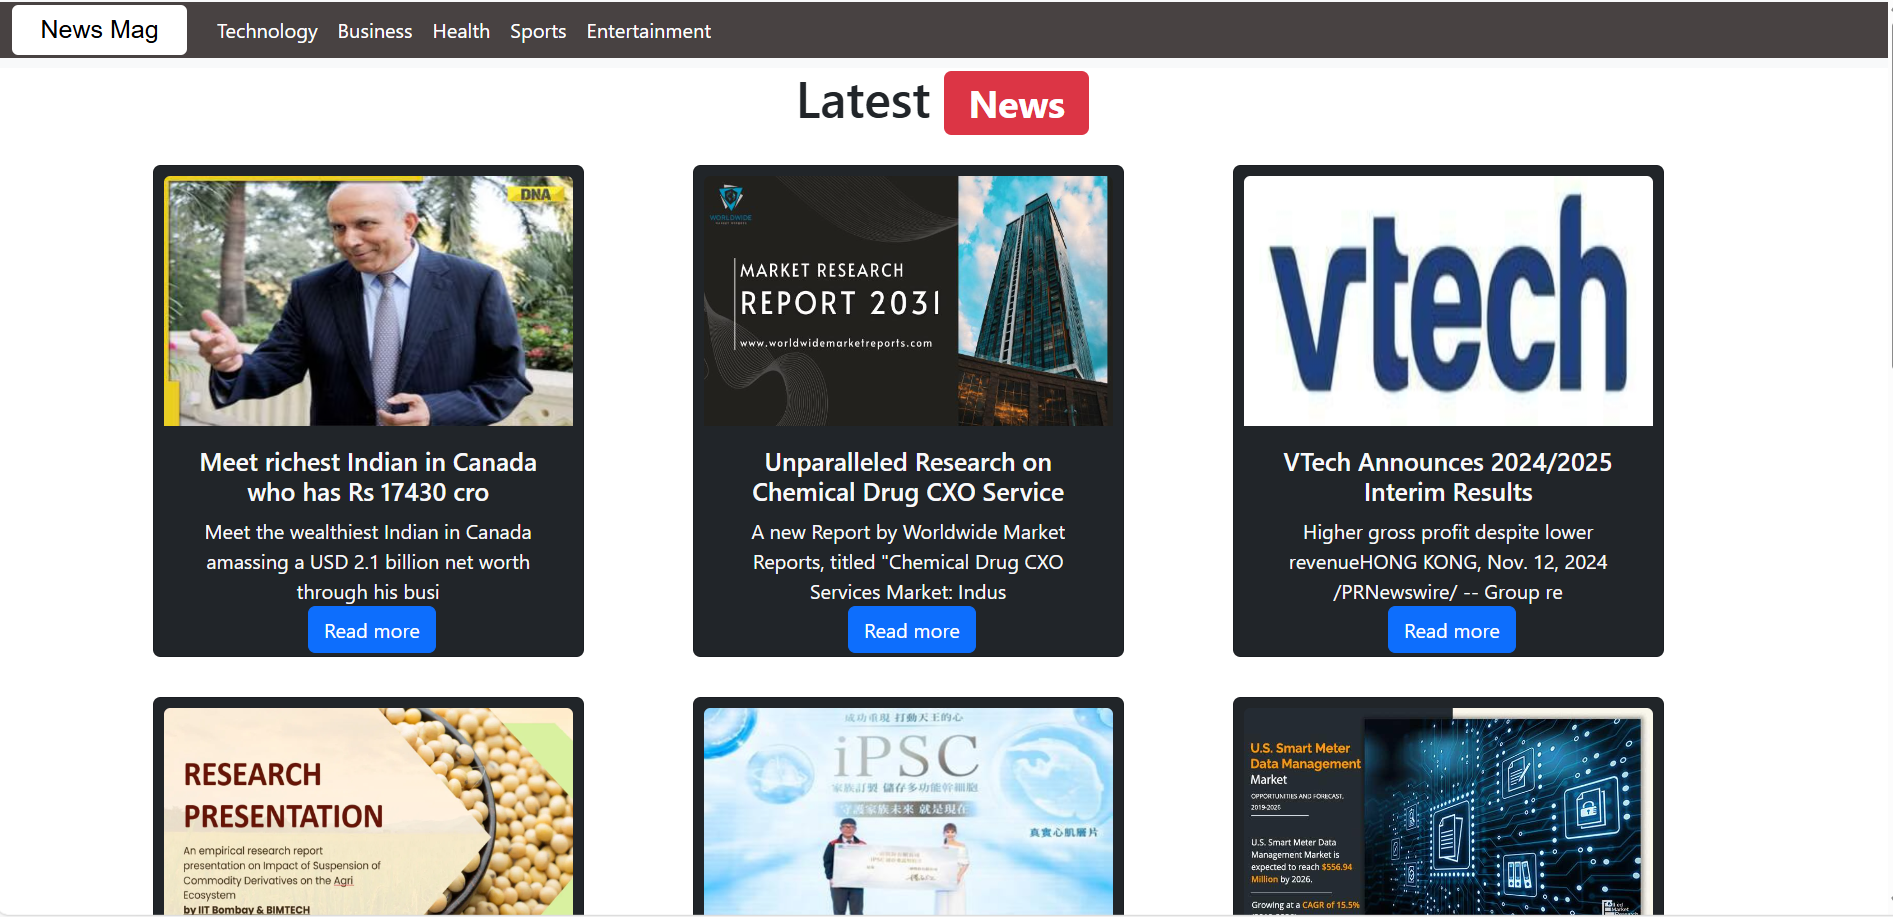 News Mag
Technology Business Health Sports Entertainment
Latest News
DNA
Meet richest Indian in Canada
who has Rs 17430 cro
Meet the wealthiest Indian in Canada
amassing a USD 2.1 billion net worth
through his busi
Read more
WORLDWIDE
MARKET RESEARCH
REPORT 2031
www.worldwidemarketreports.com
Unparalleled Research on
Chemical Drug CXO Service
A new Report by Worldwide Market
Reports, titled "Chemical Drug CXO
Services Market: Indus
Read more
vtech
VTech Announces 2024/2025
Interim Results
Higher gross profit despite lower
revenueHONG KONG, Nov. 12, 2024
/PRNewswire/ -- Group re
Read more
RESEARCH
PRESENTATION
An empirical research report
presentation on Impact of Suspension of
Commodity Derivatives on the Agri
Ecosystem
by IIT Bombay & BIMTECH
成功重現 打動天王的心
iPSC
家族訂製 儲存多功能幹細胞
守護家族未來 就是現在
真實心肌層片
U.S. Smart Meter
Data Management
Market
OPPORTUNITIES AND FORECAST,
2019-2026
U.S. Smart Meter Data
Management Market is
expected to reach $556.94
Million by 2026.
Growing at a CAGR of 15.5%